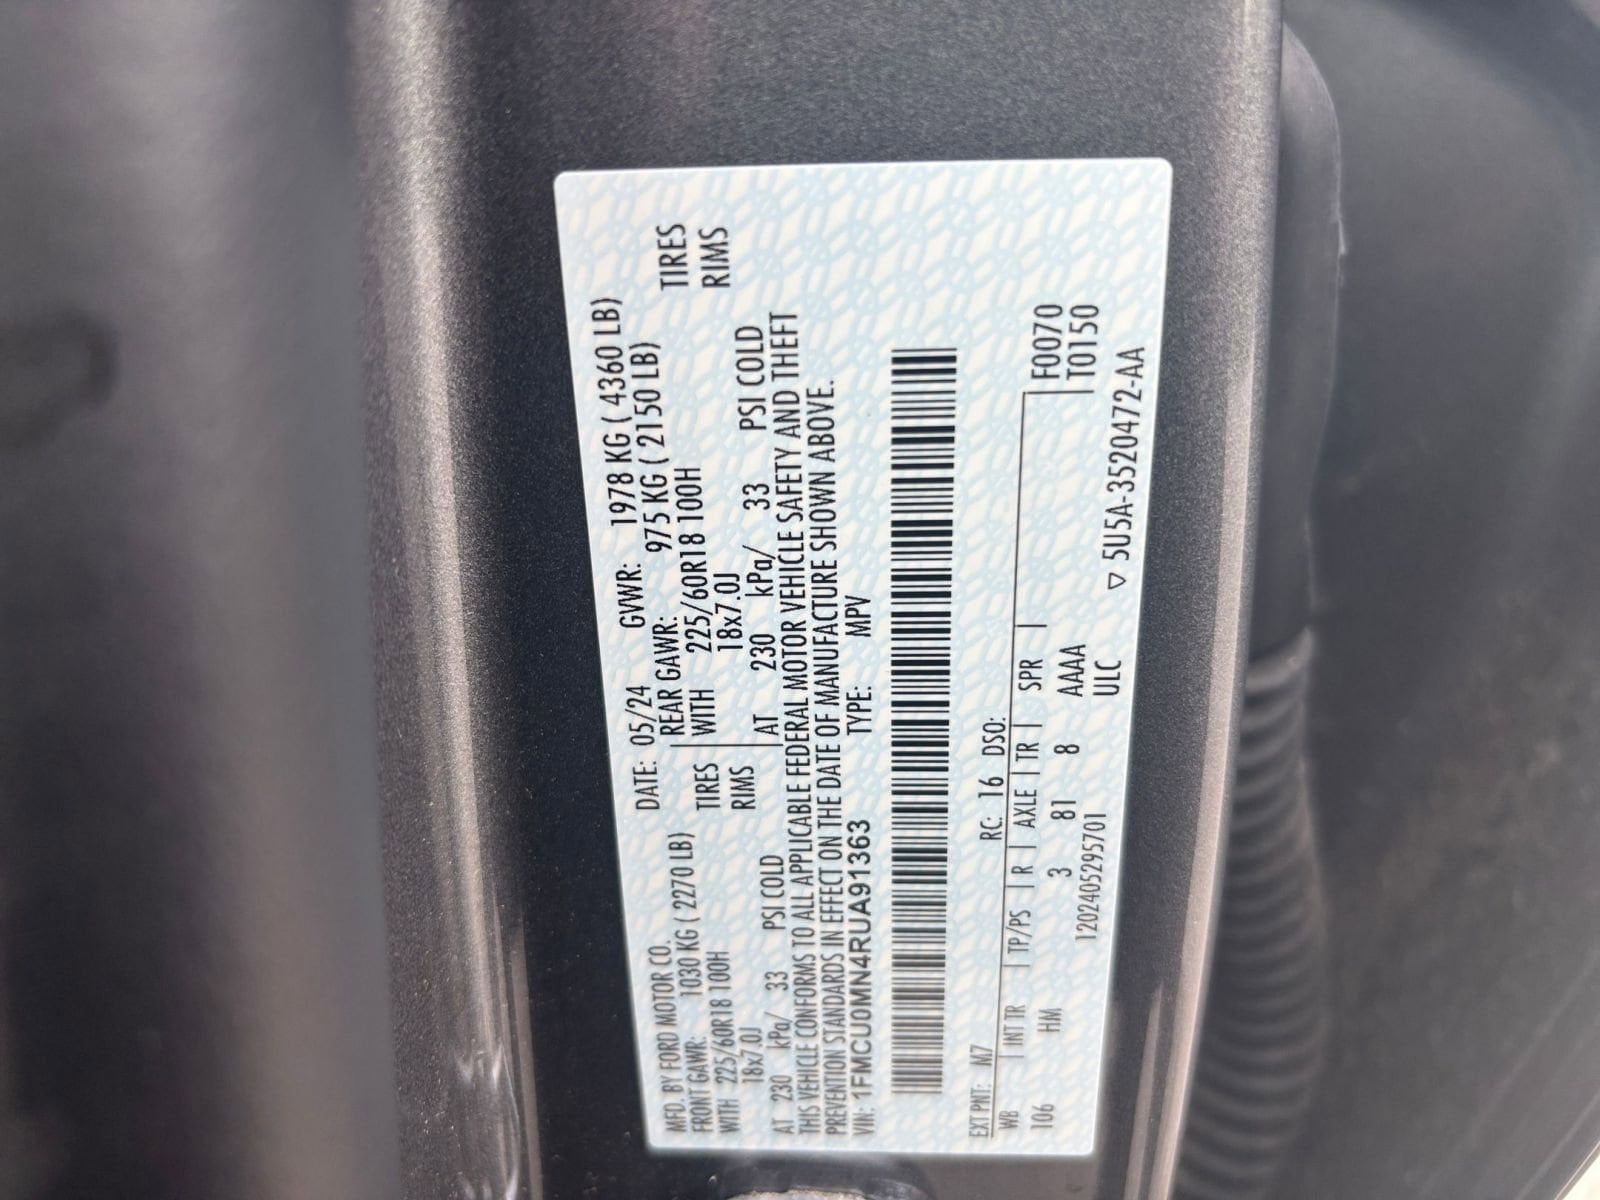 MFD. BY FORD MOTOR CO. DATE: 05/24 GVWR: 1978 KG ( 4360 LB)
FRONT GAWR: 1030 KG ( 2270 LB) REAR GAWR: 975 KG ( 2150 LB)
WITH 225/60R18 100H TIRES WITH 225/60R18 100H TIRES
18x7.0J RIMS 18x7.0J RIMS
AT 230 kPa/ 33 PSI COLD AT 230 kPa/ 33 PSI COLD
THIS VEHICLE CONFORMS TO ALL APPLICABLE FEDERAL MOTOR VEHICLE SAFETY AND THEFT
PREVENTION STANDARDS IN EFFECT ON THE DATE OF MANUFACTURE SHOWN ABOVE.
VIN: 1FMCU0MN4RUA91363 TYPE: MPV
EXT PNT: M7 RC: 16 DSO:
WB INT TR TP/PS R AXLE TR SPR F0070
106 HM 3 81 8 AAAA T0150
1202405295701 ULC
▽ 5U5A-3520472-AA